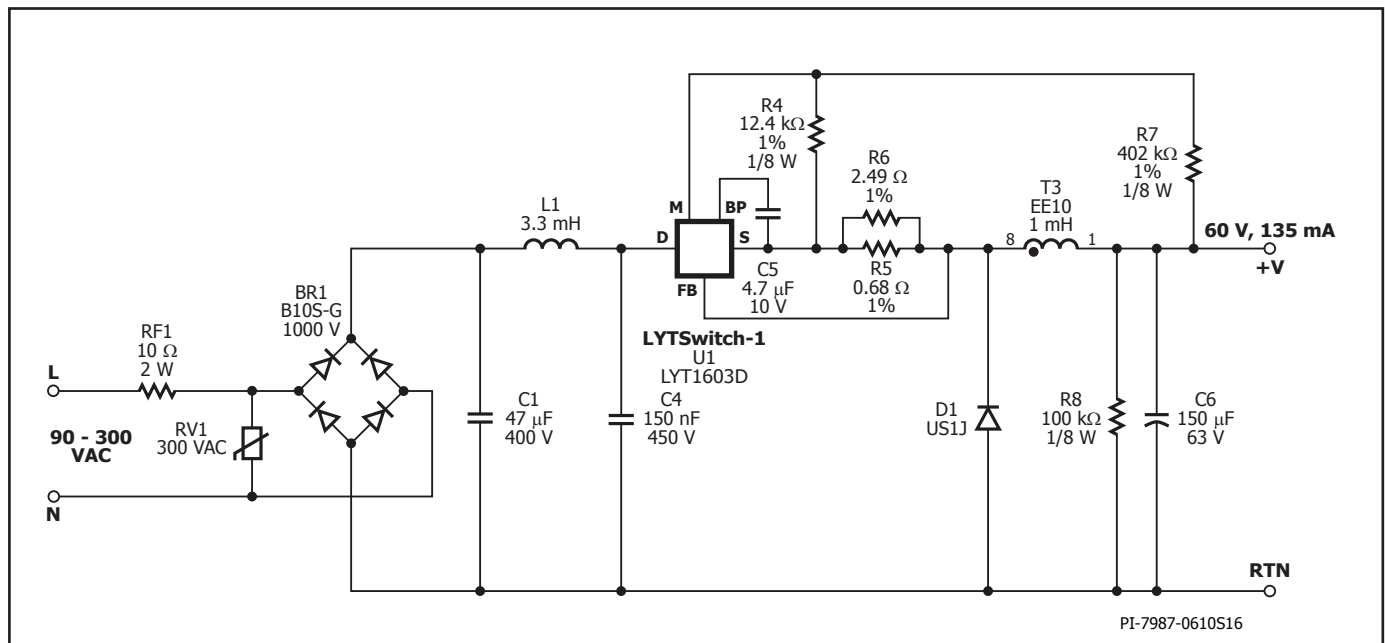 R4
12.4 kΩ
1%
1/8 W
R7
402 kΩ
1%
1/8 W
R6
2.49 Ω
1%
T3
EE10
1 mH
L1
3.3 mH
M
BP
D
S
FB
8
1
60 V, 135 mA
+V
C5
4.7 μF
10 V
R5
0.68 Ω
1%
BR1
B10S-G
1000 V
LYTSwitch-1
U1
LYT1603D
RF1
10 Ω
2 W
L
90 - 300
VAC
N
RV1
300 VAC
C1
47 μF
400 V
C4
150 nF
450 V
D1
US1J
R8
100 kΩ
1/8 W
C6
150 μF
63 V
RTN
PI-7987-0610S16